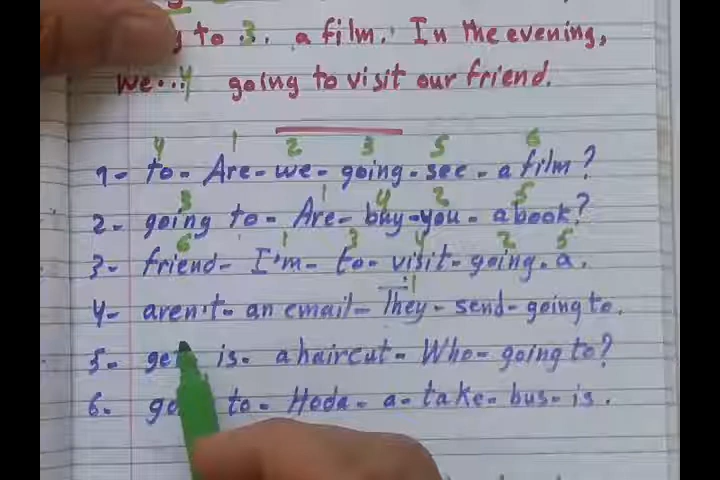 to .3. a film. In the evening,
we...4 going to visit our friend.
4 1 2 3 5 6
1- to- Are- we- going- see- a film?
3 1 4 2 5
2- going to- Are- buy- you- a book?
6 1 3 4 2 5
3- friend- I'm- to- visit- going- a.
1
4- aren't- an email- They- send- going to.
5- is- a haircut- Who- going to?
6- to- Hoda- a- take- bus- is.